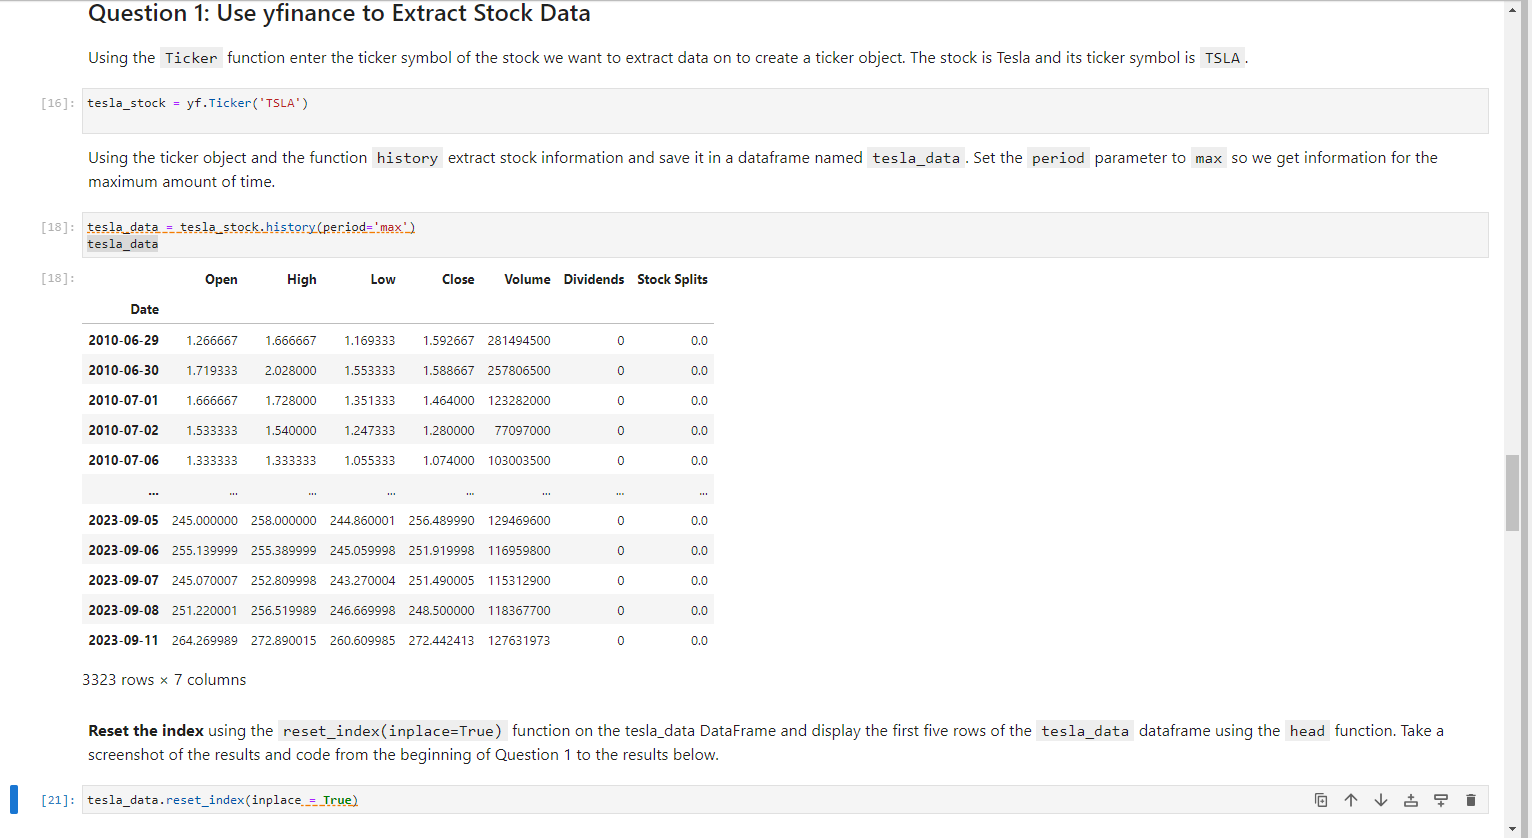 Question 1: Use yfinance to Extract Stock Data
Using the Ticker function enter the ticker symbol of the stock we want to extract data on to create a ticker object. The stock is Tesla and its ticker symbol is TSLA.
[16]: tesla_stock = yf.Ticker('TSLA')
Using the ticker object and the function history extract stock information and save it in a dataframe named tesla_data. Set the period parameter to max so we get information for the
maximum amount of time.
[18]: tesla_data = tesla_stock.history(period='max')
tesla_data
[18]: Open High Low Close Volume Dividends Stock Splits
Date
2010-06-29 1.266667 1.666667 1.169333 1.592667 281494500 0 0.0
2010-06-30 1.719333 2.028000 1.553333 1.588667 257806500 0 0.0
2010-07-01 1.666667 1.728000 1.351333 1.464000 123282000 0 0.0
2010-07-02 1.533333 1.540000 1.247333 1.280000 77097000 0 0.0
2010-07-06 1.333333 1.333333 1.055333 1.074000 103003500 0 0.0
... ... ... ... ... ... ... ...
2023-09-05 245.000000 258.000000 244.860001 256.489990 129469600 0 0.0
2023-09-06 255.139999 255.389999 245.059998 251.919998 116959800 0 0.0
2023-09-07 245.070007 252.809998 243.270004 251.490005 115312900 0 0.0
2023-09-08 251.220001 256.519989 246.669998 248.500000 118367700 0 0.0
2023-09-11 264.269989 272.890015 260.609985 272.442413 127631973 0 0.0
3323 rows × 7 columns
Reset the index using the reset_index(inplace=True) function on the tesla_data DataFrame and display the first five rows of the tesla_data dataframe using the head function. Take a
screenshot of the results and code from the beginning of Question 1 to the results below.
[21]: tesla_data.reset_index(inplace = True)